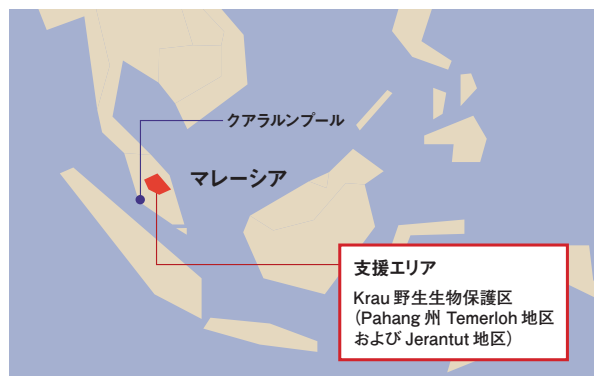 クアラルンプール
マレーシア
支援エリア
Krau 野生生物保護区
（Pahang 州 Temerloh 地区
および Jerantut 地区）